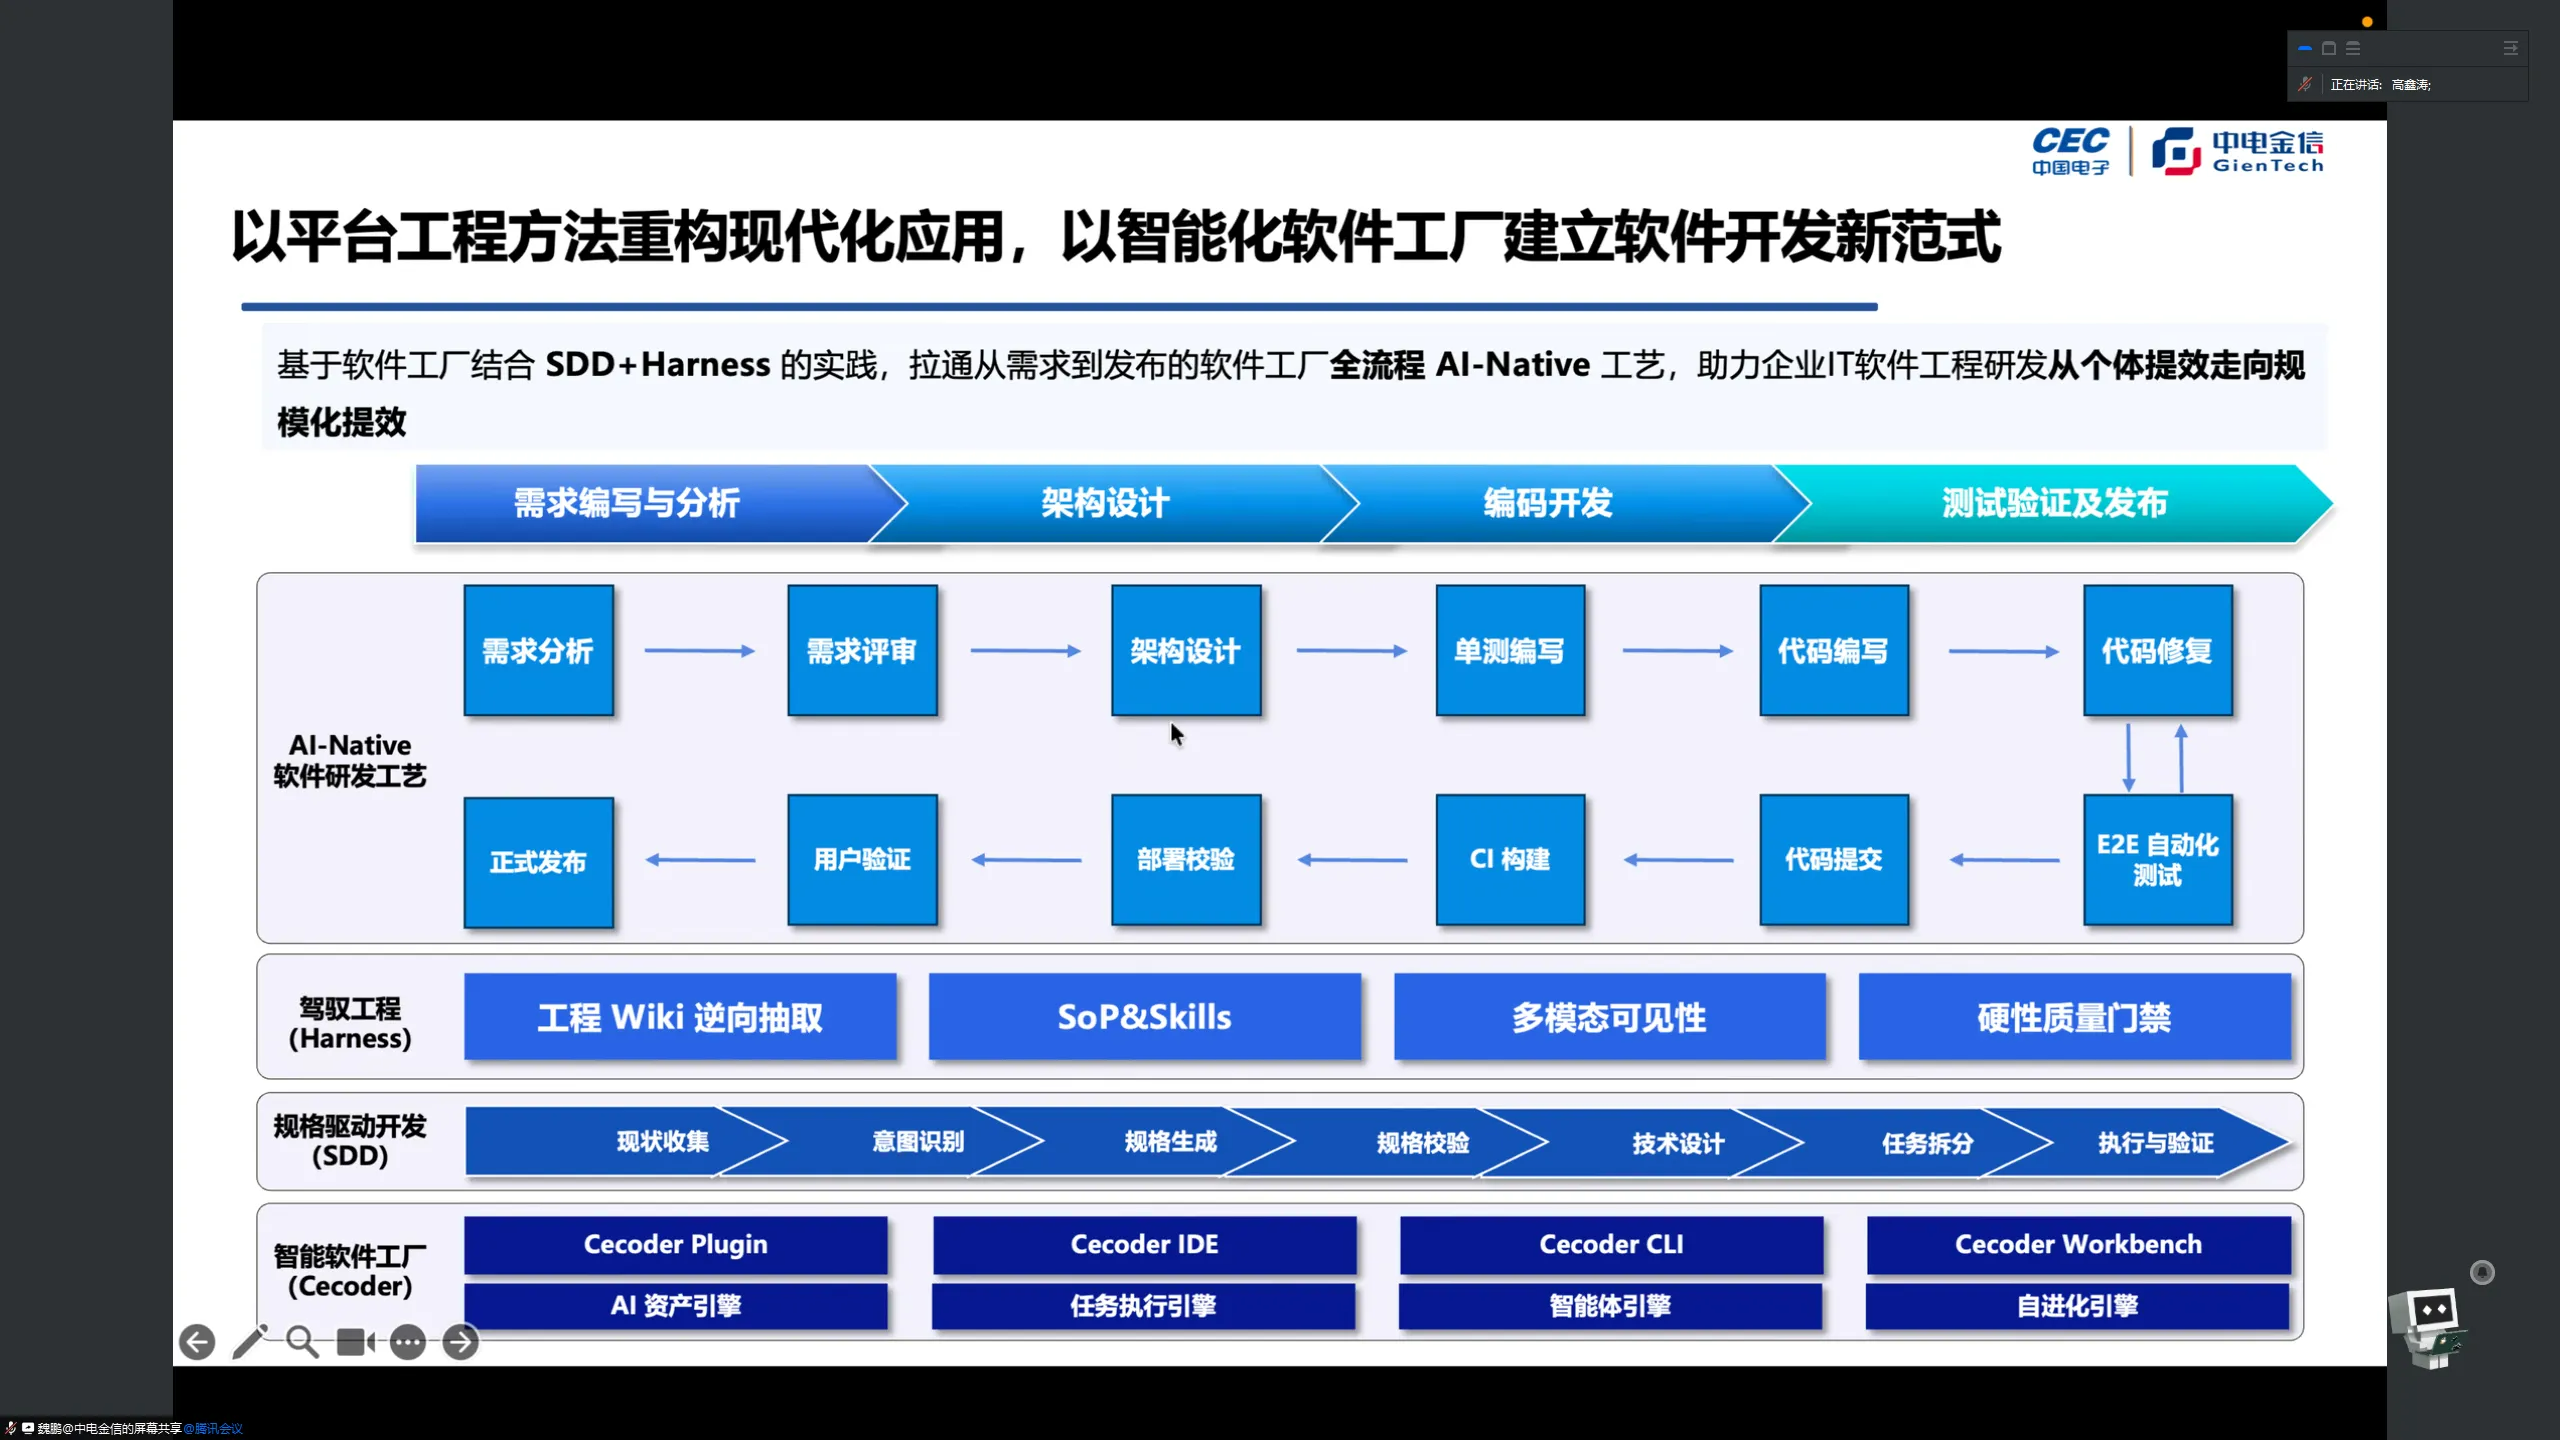 正在讲话: 高鑫涛;
CEC
中国电子
中电金信
GienTech
以平台工程方法重构现代化应用，以智能化软件工厂建立软件开发新范式
基于软件工厂结合 SDD+Harness 的实践，拉通从需求到发布的软件工厂全流程 AI-Native 工艺，助力企业IT软件工程研发从个体提效走向规
模化提效
需求编写与分析
架构设计
编码开发
测试验证及发布
AI-Native
软件研发工艺
需求分析
需求评审
架构设计
单测编写
代码编写
代码修复
正式发布
用户验证
部署校验
CI 构建
代码提交
E2E 自动化
测试
驾驭工程
(Harness)
工程 Wiki 逆向抽取
SoP&Skills
多模态可见性
硬性质量门禁
规格驱动开发
(SDD)
现状收集
意图识别
规格生成
规格校验
技术设计
任务拆分
执行与验证
智能软件工厂
(Cecoder)
Cecoder Plugin
Cecoder IDE
Cecoder CLI
Cecoder Workbench
AI 资产引擎
任务执行引擎
智能体引擎
自进化引擎
魏鹏@中电金信的屏幕共享@腾讯会议